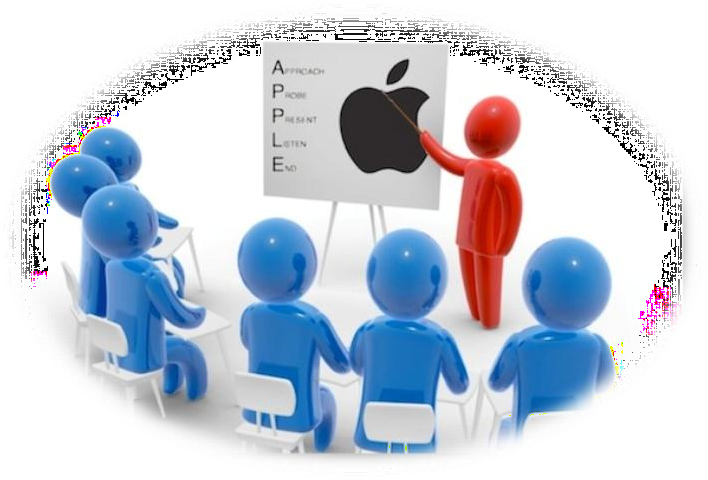 APPROACH
PROBE
PRESENT
LISTEN
END